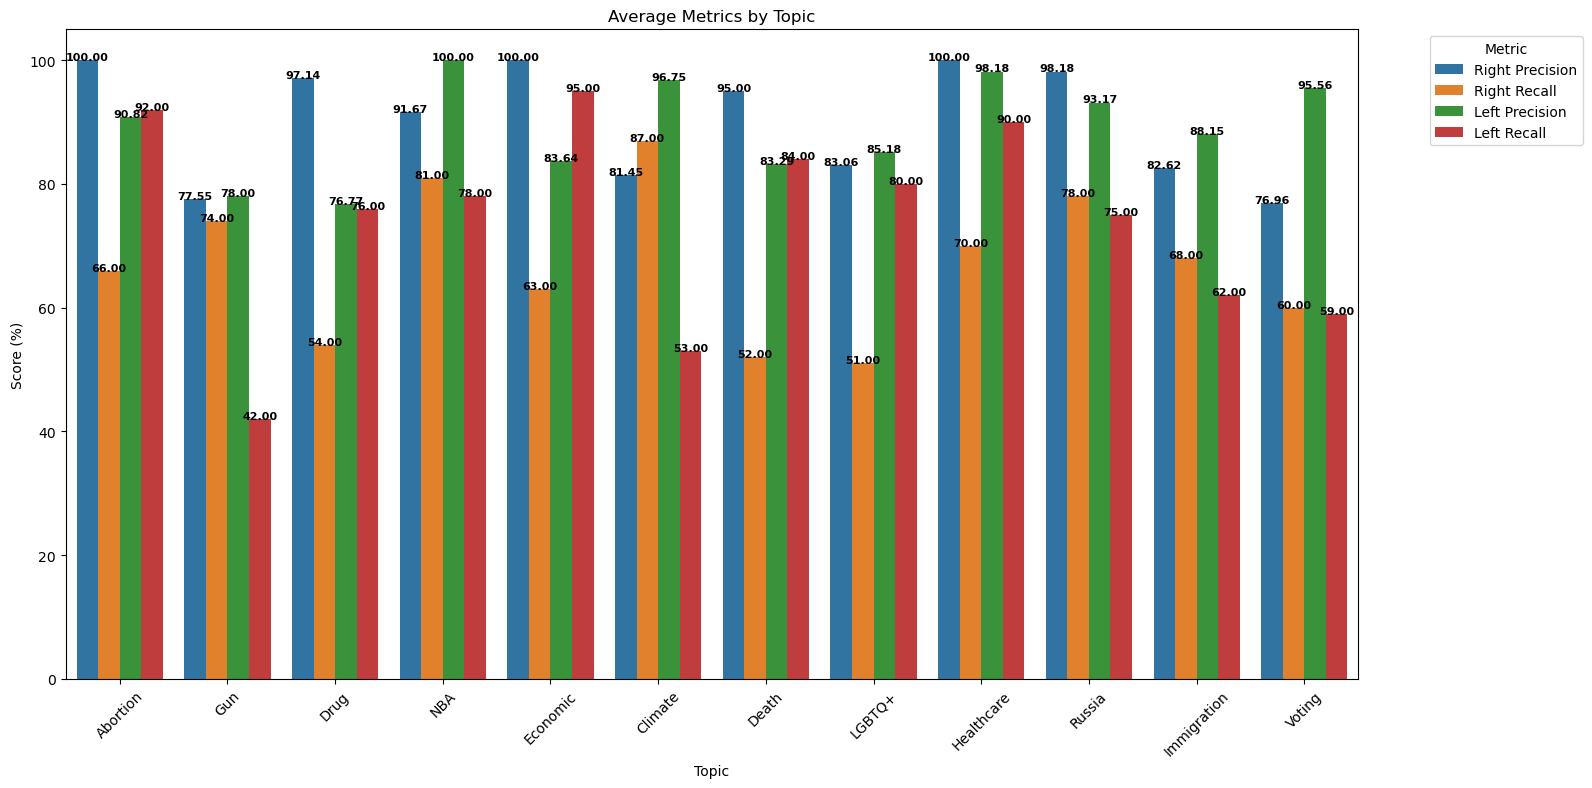 Average Metrics by Topic
Metric
Right Precision
Right Recall
Left Precision
Left Recall
Score (%)
100
80
60
40
20
0
100.00 66.00 90.82 92.00
77.55 74.00 78.00 42.00
97.14 54.00 76.77 76.00
91.67 81.00 100.00 78.00
100.00 63.00 83.64 95.00
81.45 87.00 96.75 53.00
95.00 52.00 83.29 84.00
83.06 51.00 85.18 80.00
100.00 70.00 98.18 90.00
98.18 78.00 93.17 75.00
82.62 68.00 88.15 62.00
76.96 60.00 95.56 59.00
Abortion
Gun
Drug
NBA
Economic
Climate
Death
LGBTQ+
Healthcare
Russia
Immigration
Voting
Topic